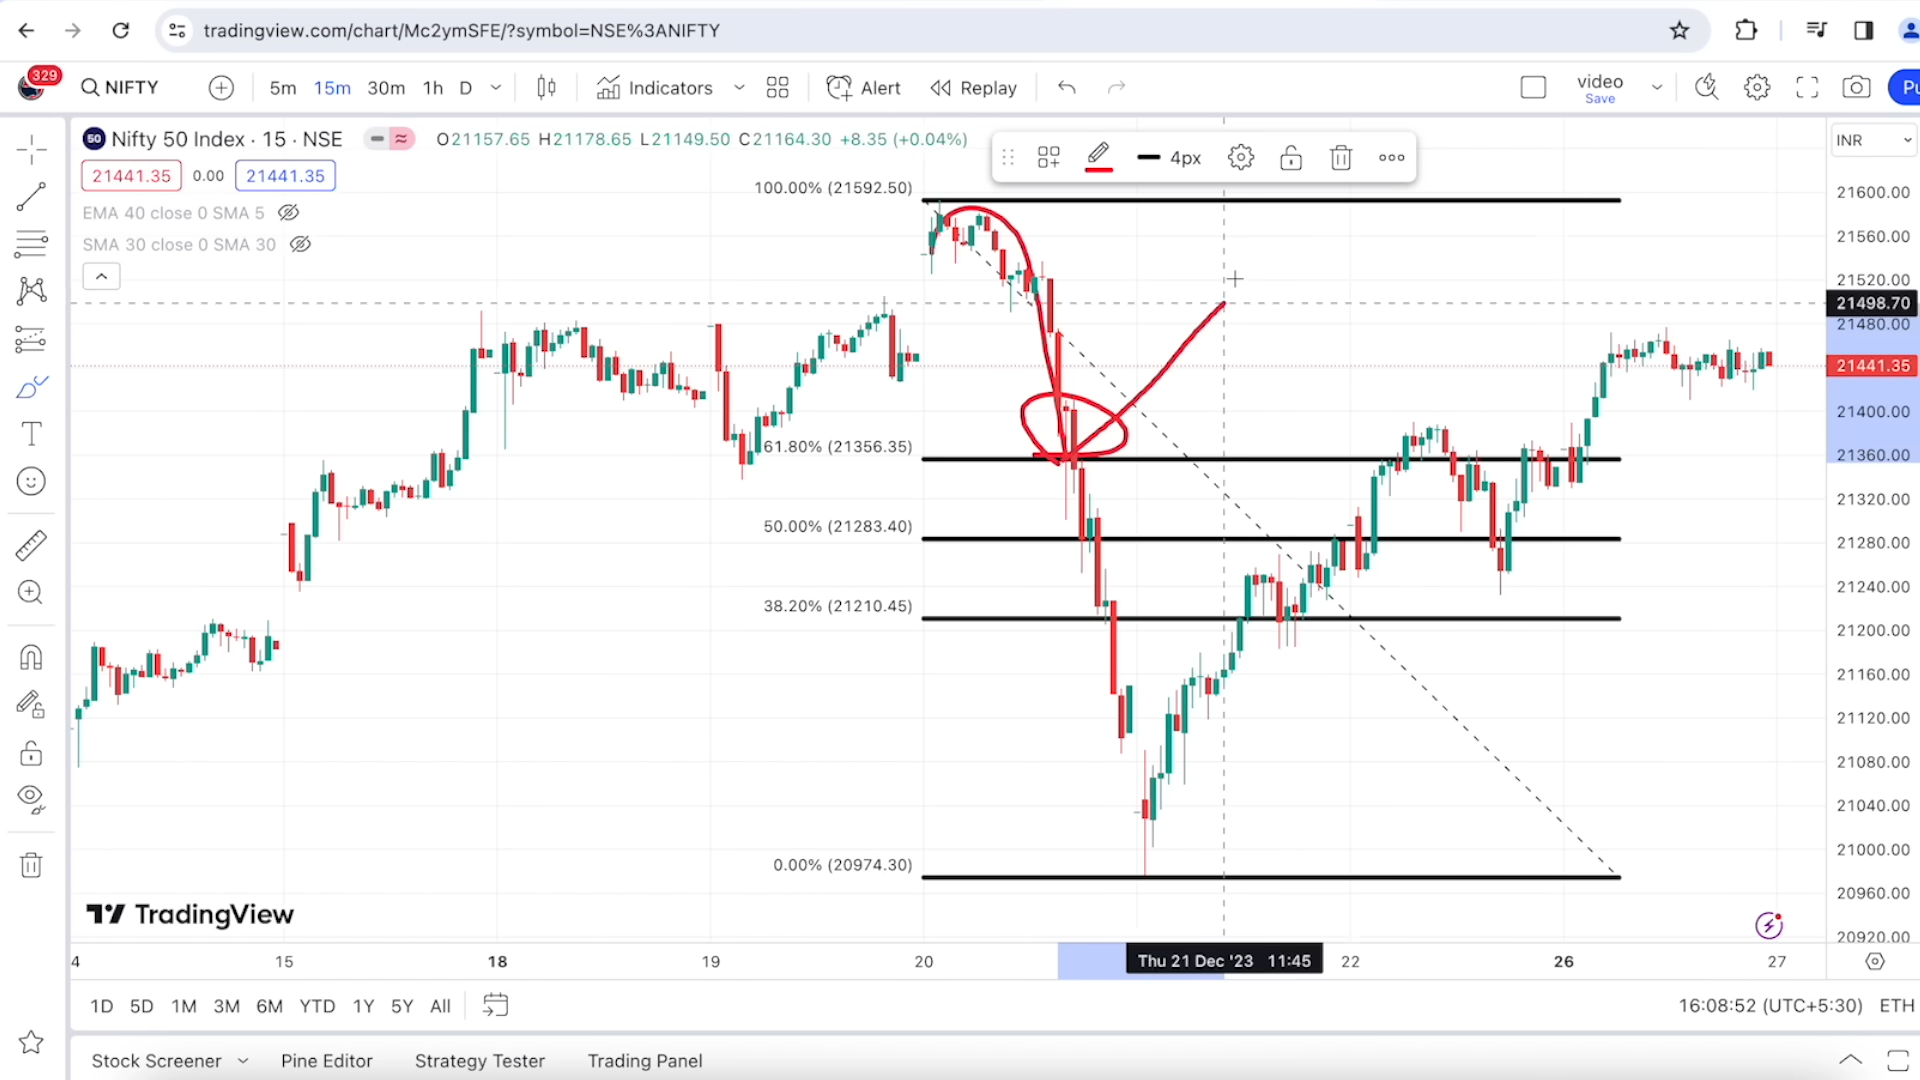 tradingview.com/chart/Mc2ymSFE/?symbol=NSE%3ANIFTY
329 NIFTY 5m 15m 30m 1h D Indicators Alert Replay video Pu
Save
50 Nifty 50 Index · 15 · NSE O21157.65 H21178.65 L21149.50 C21164.30 +8.35 (+0.04%) 4px INR
21441.35 0.00 21441.35
EMA 40 close 0 SMA 5
SMA 30 close 0 SMA 30
100.00% (21592.50)
61.80% (21356.35)
50.00% (21283.40)
38.20% (21210.45)
0.00% (20974.30)
21600.00
21560.00
21520.00
21498.70
21480.00
21441.35
21400.00
21360.00
21320.00
21280.00
21240.00
21200.00
21160.00
21120.00
21080.00
21040.00
21000.00
20960.00
20920.00
TradingView
4 15 18 19 20 Thu 21 Dec '23 11:45 22 26 27
1D 5D 1M 3M 6M YTD 1Y 5Y All 16:08:52 (UTC+5:30) ETH
Stock Screener Pine Editor Strategy Tester Trading Panel